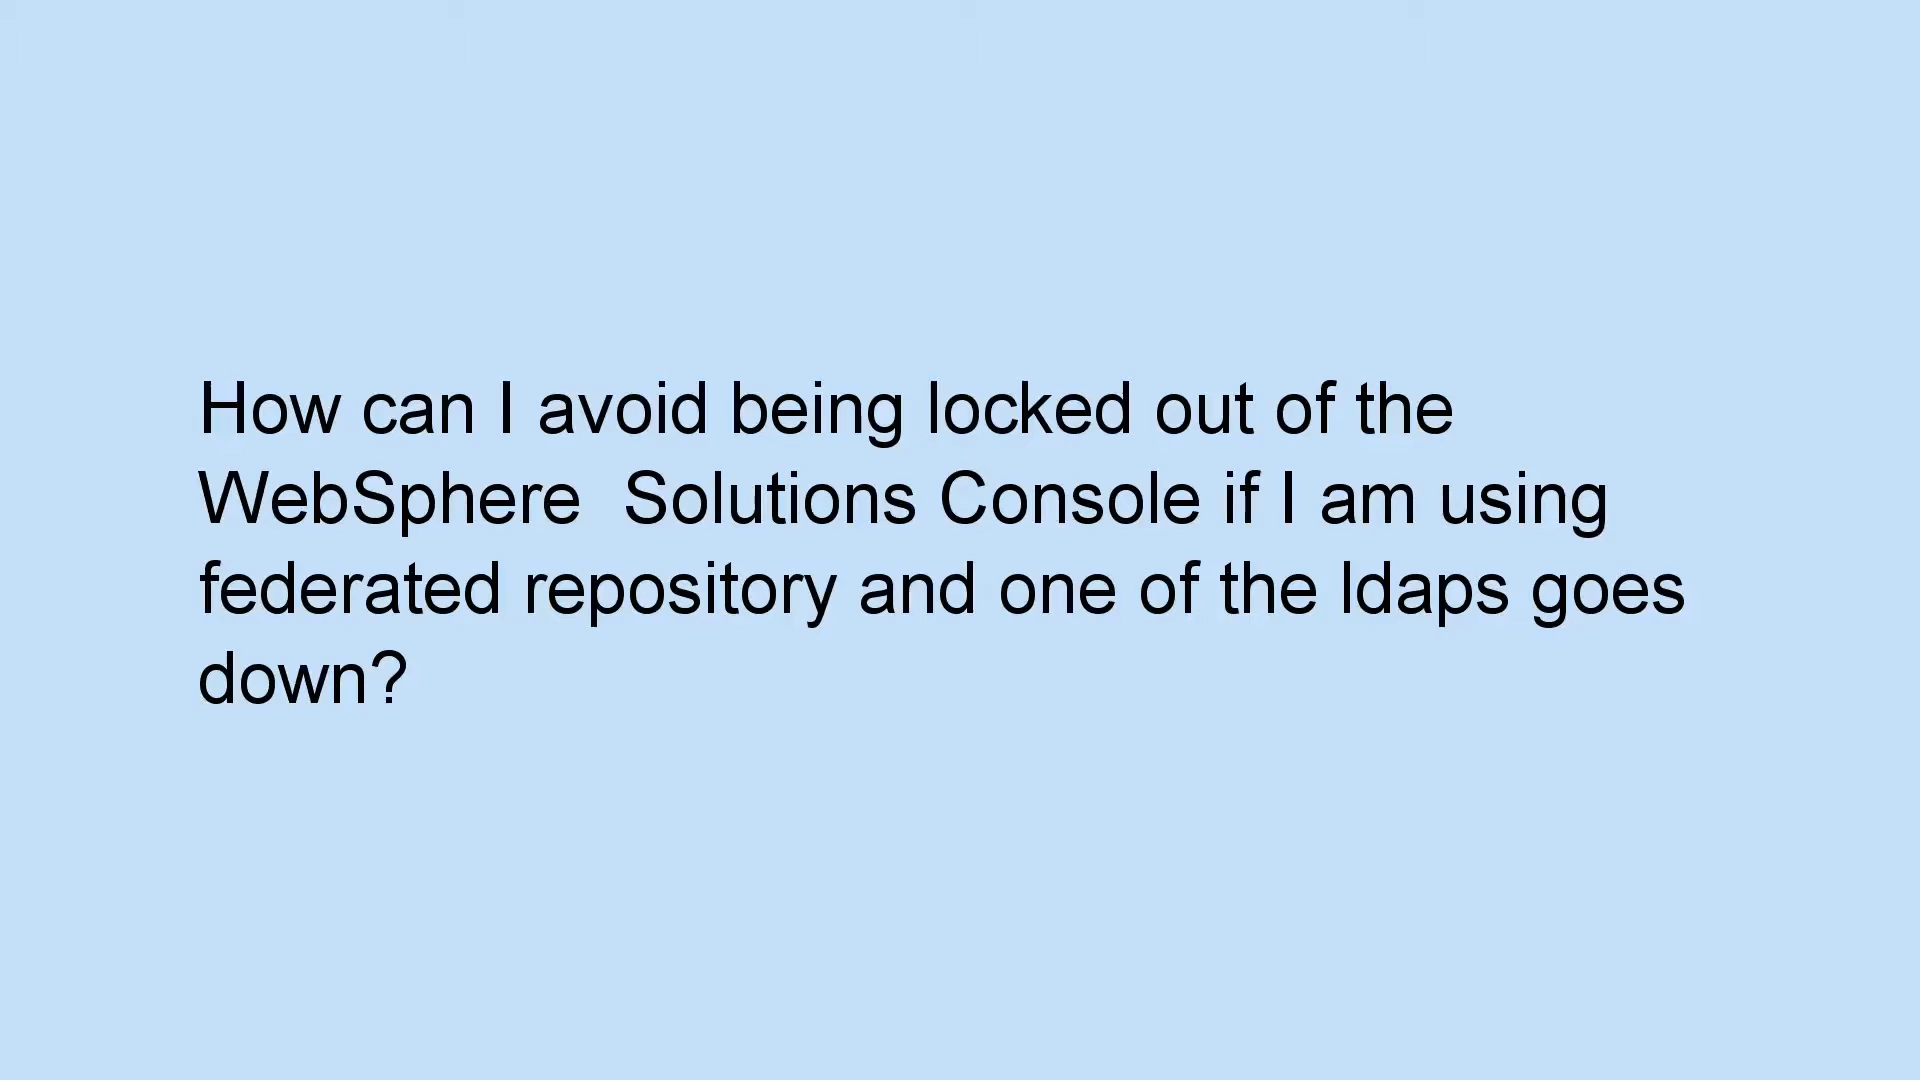 How can I avoid being locked out of the
WebSphere  Solutions Console if I am using
federated repository and one of the ldaps goes
down?